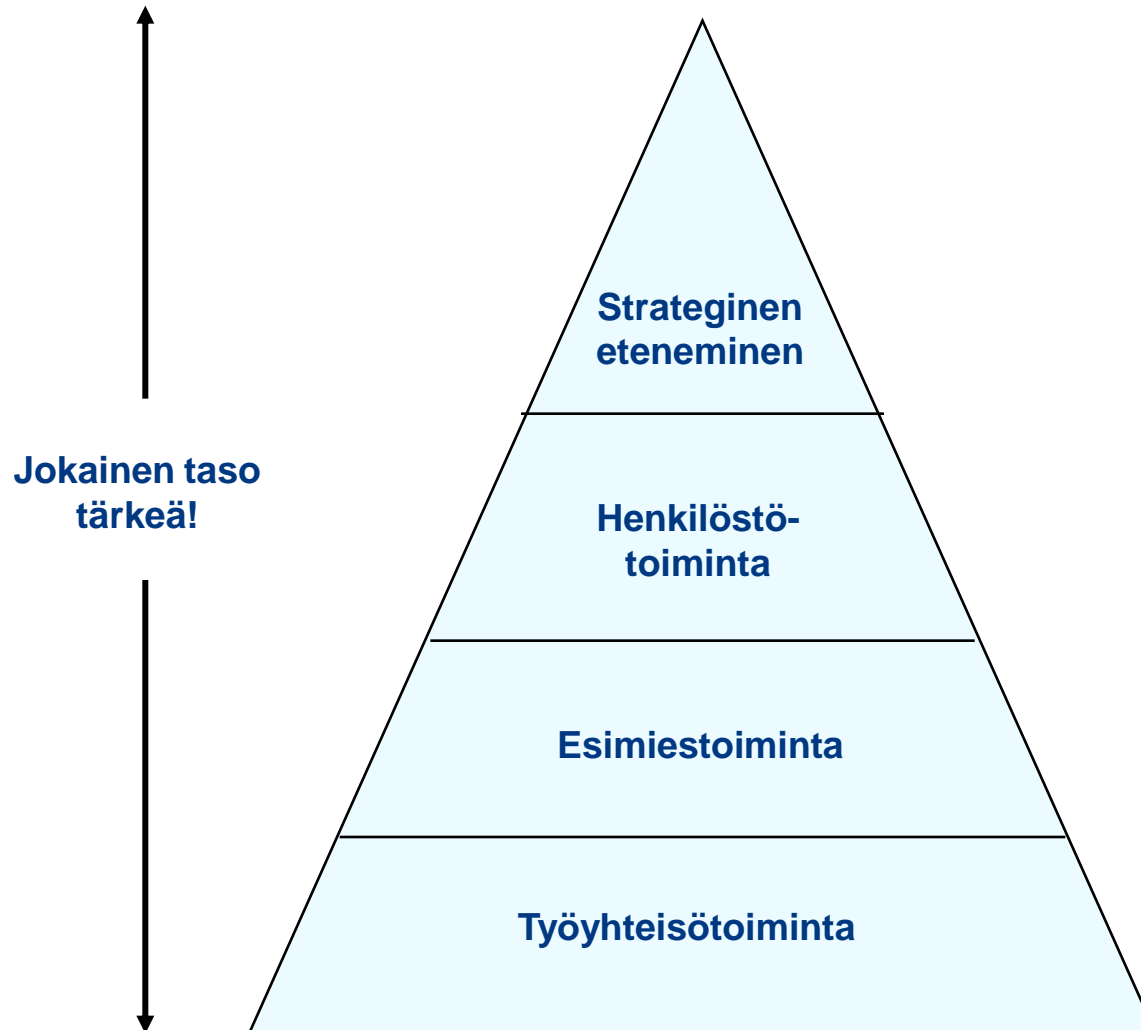 Strateginen
eteneminen
Jokainen taso
tärkeä!
Henkilöstö-
toiminta
Esimiestoiminta
Työyhteisötoiminta